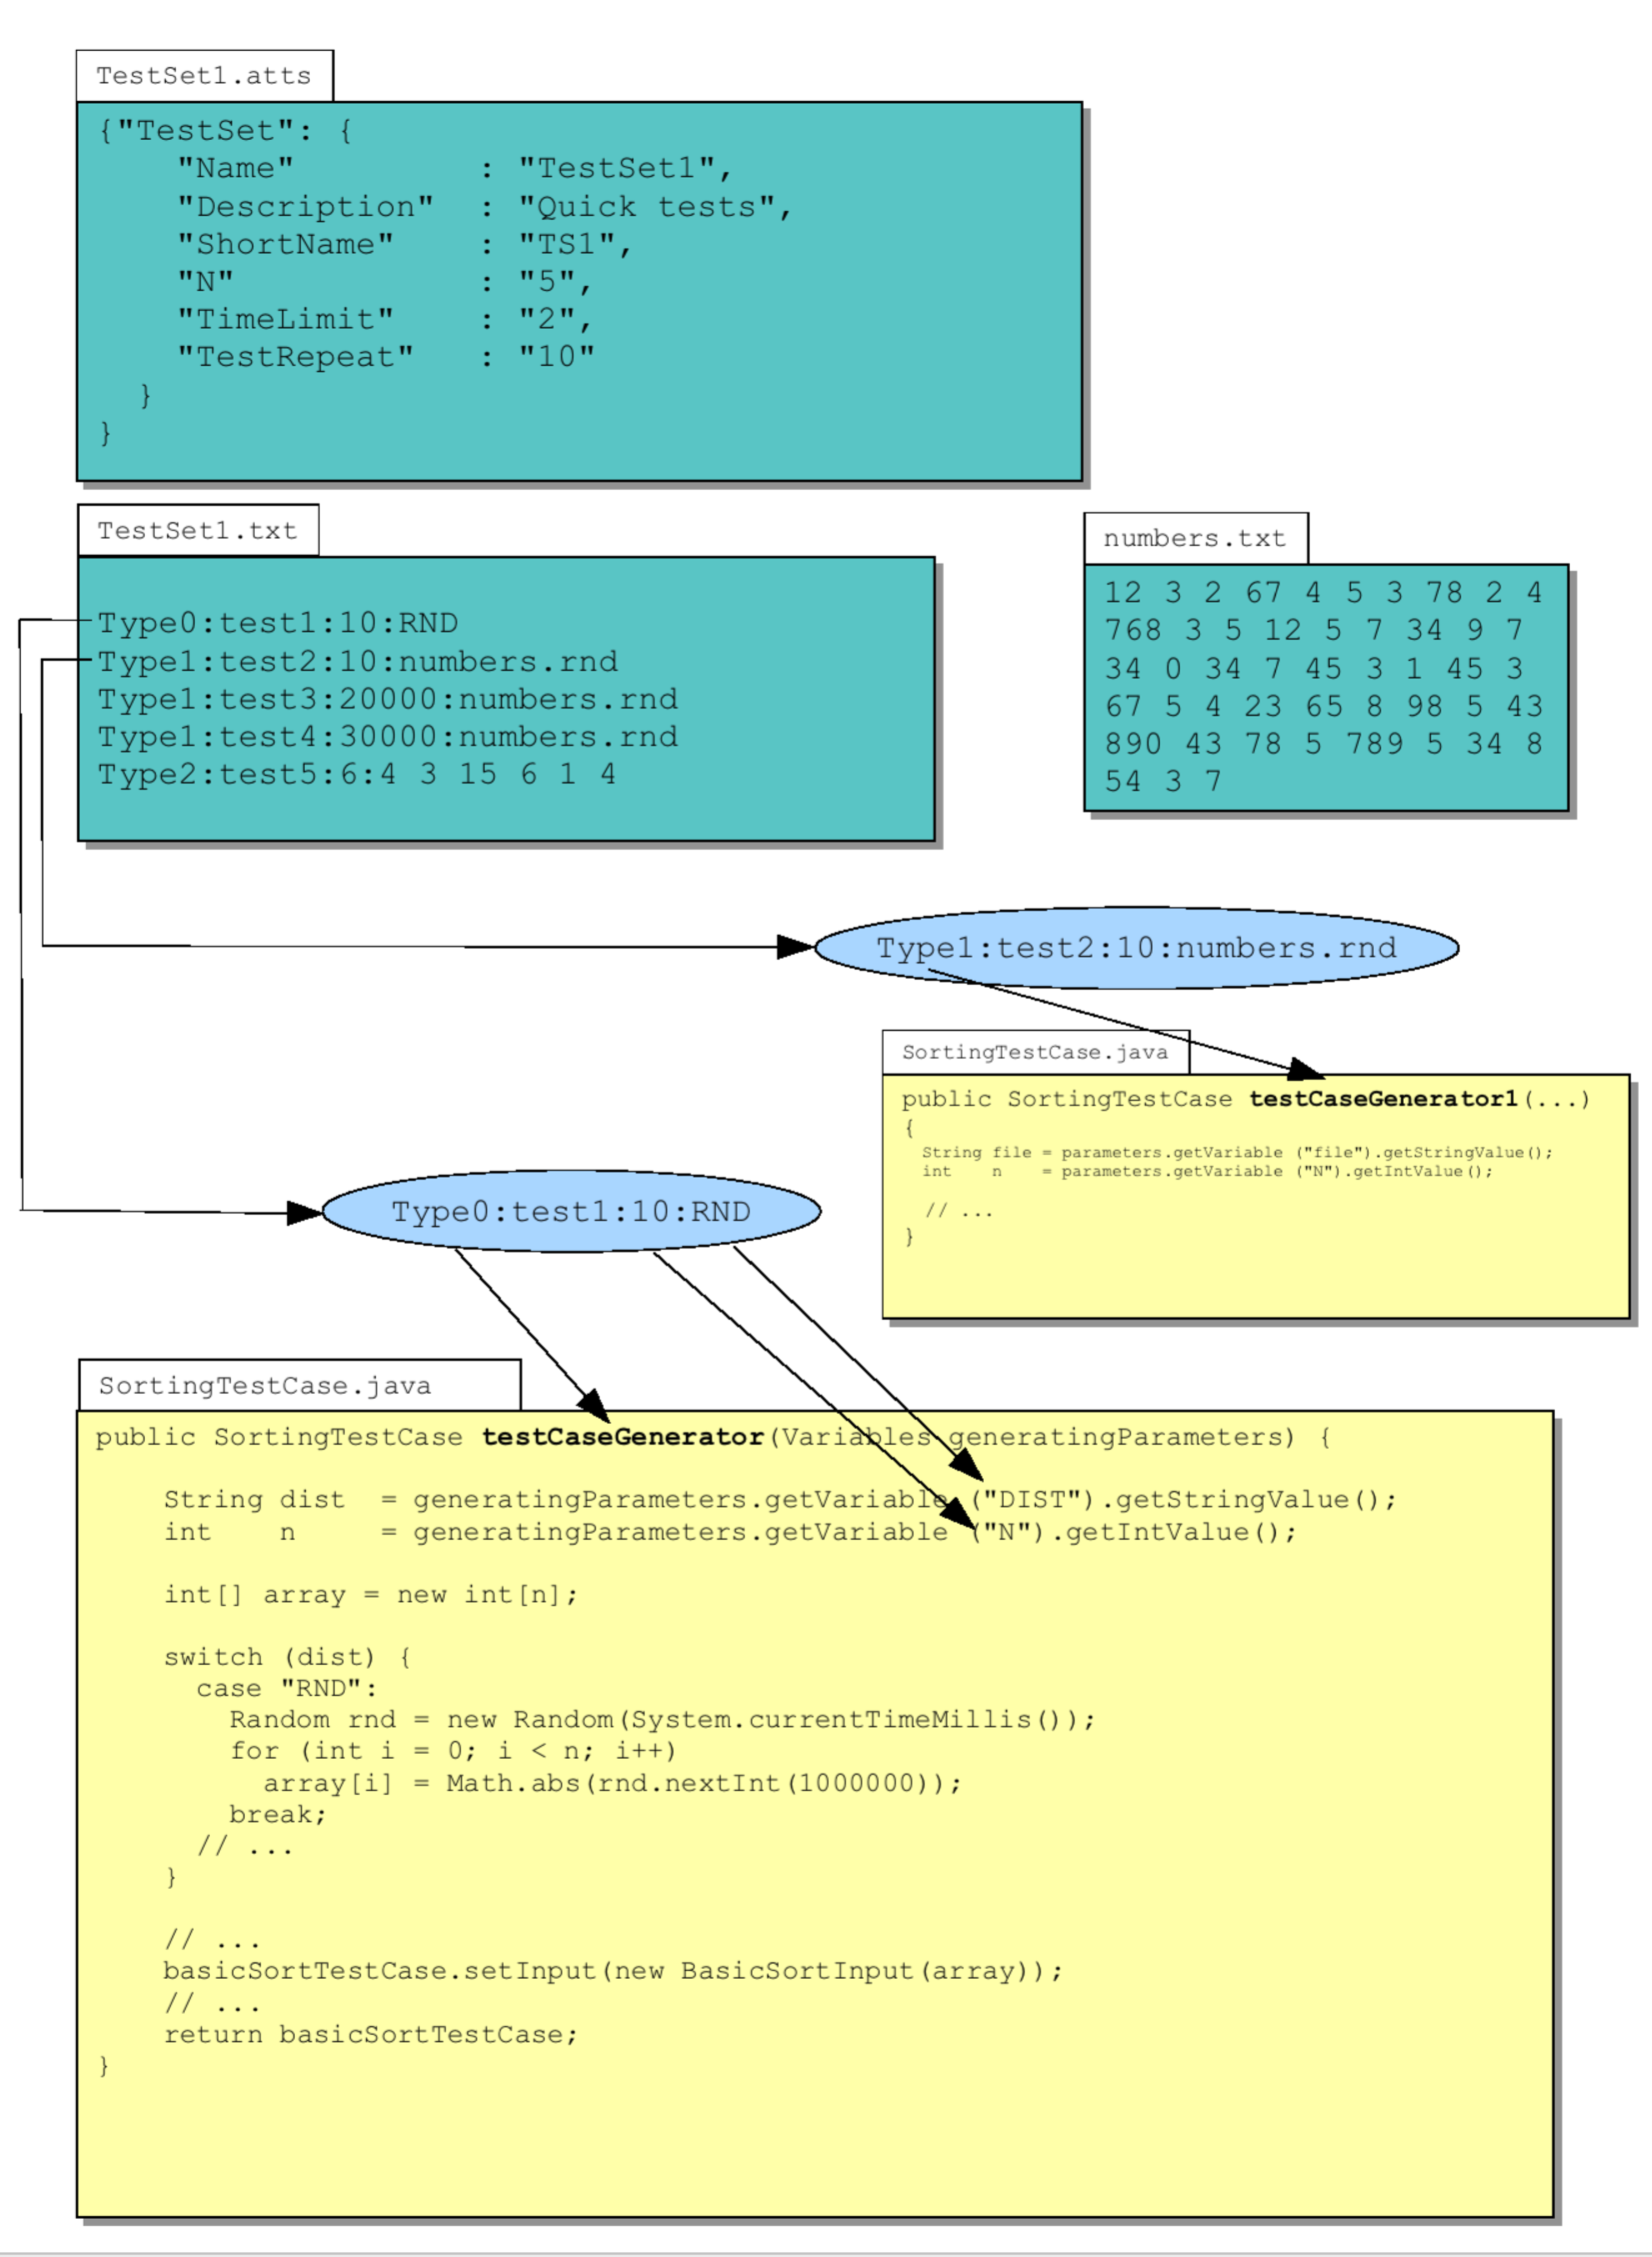 TestSet1.atts
{"TestSet": {
"Name" : "TestSet1",
"Description" : "Quick tests",
"ShortName" : "TS1",
"N" : "5",
"TimeLimit" : "2",
"TestRepeat" : "10"
}
}
TestSet1.txt
Type0:test1:10:RND
Type1:test2:10:numbers.rnd
Type1:test3:20000:numbers.rnd
Type1:test4:30000:numbers.rnd
Type2:test5:6:4 3 15 6 1 4
numbers.txt
12 3 2 67 4 5 3 78 2 4
768 3 5 12 5 7 34 9 7
34 0 34 7 45 3 1 45 3
67 5 4 23 65 8 98 5 43
890 43 78 5 789 5 34 8
54 3 7
Type1:test2:10:numbers.rnd
SortingTestCase.java
public SortingTestCase testCaseGenerator1(...)
{
String file = parameters.getVariable ("file").getStringValue();
int n = parameters.getVariable ("N").getIntValue();
// ...
}
Type0:test1:10:RND
SortingTestCase.java
public SortingTestCase testCaseGenerator(Variables generatingParameters) {
String dist = generatingParameters.getVariable ("DIST").getStringValue();
int n = generatingParameters.getVariable ("N").getIntValue();
int[] array = new int[n];
switch (dist) {
case "RND":
Random rnd = new Random(System.currentTimeMillis());
for (int i = 0; i < n; i++)
array[i] = Math.abs(rnd.nextInt(1000000));
break;
// ...
}
// ...
basicSortTestCase.setInput(new BasicSortInput(array));
// ...
return basicSortTestCase;
}